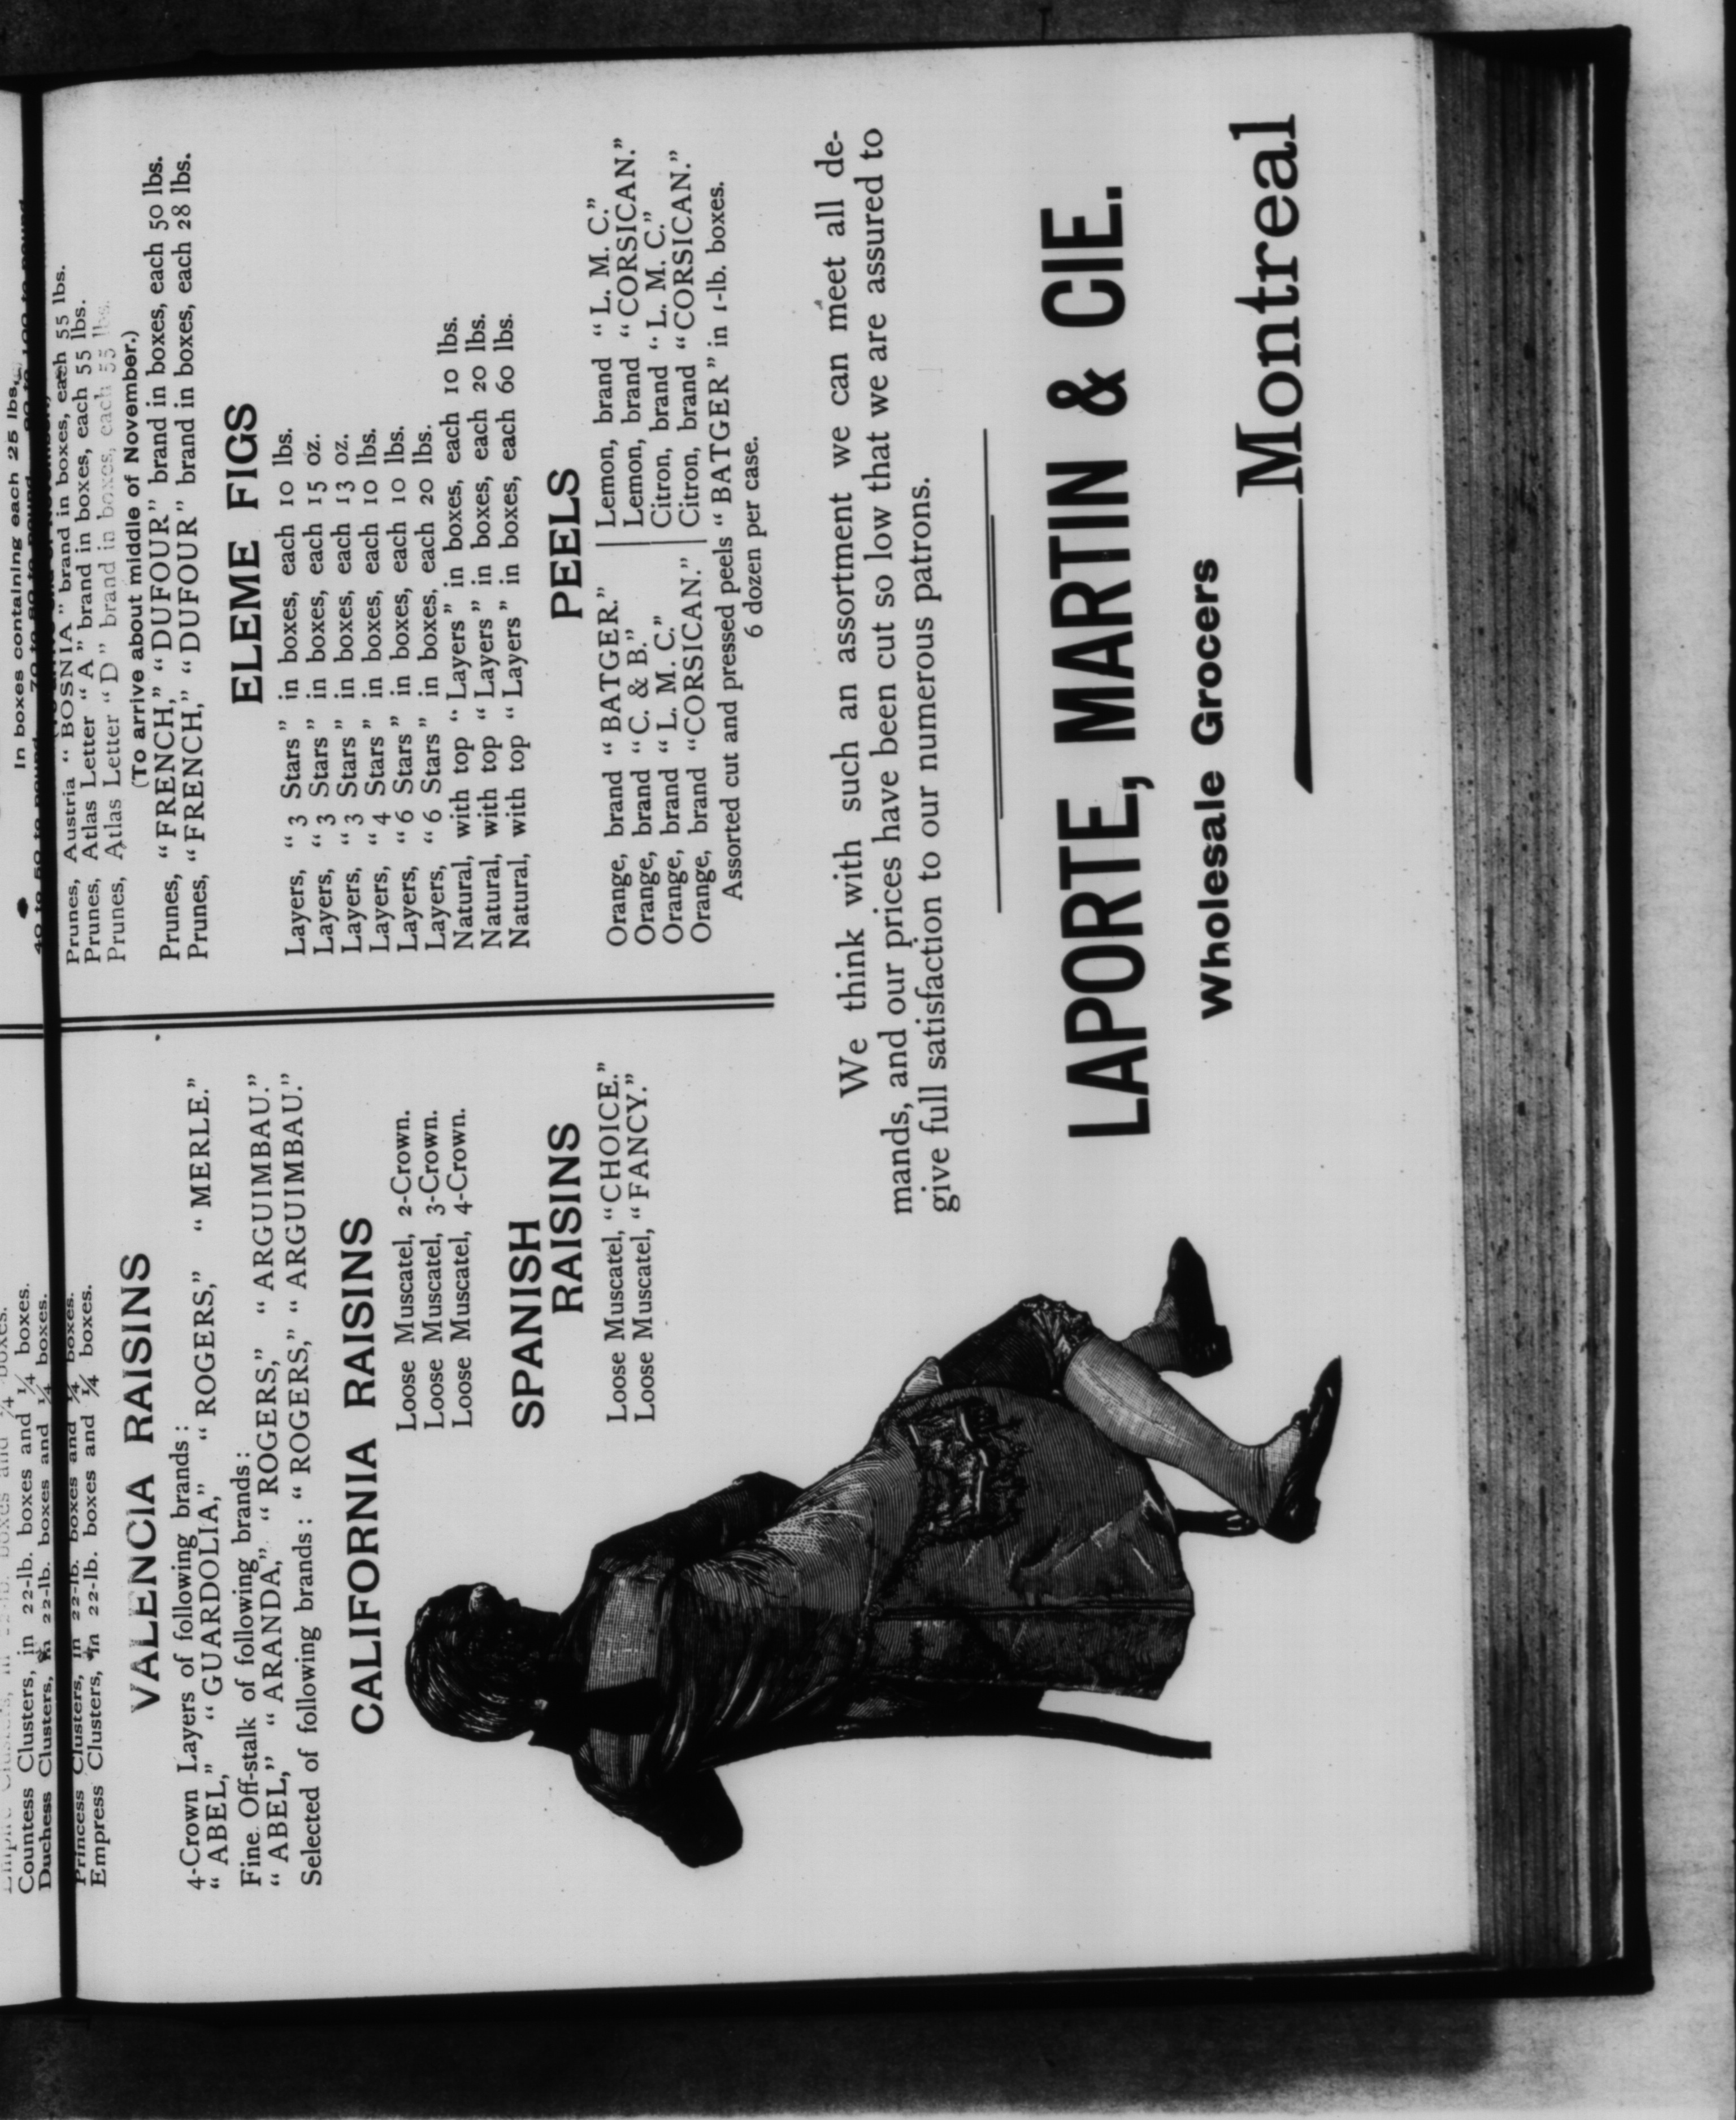 Countess Clusters, in 22-lb. boxes and ¼ boxes.
Duchess Clusters, in 22-lb. boxes and ¼ boxes.
Princess Clusters, in 22-lb. boxes and ¼ boxes.
Empress Clusters, in 22-lb. boxes and ¼ boxes.
VALENCIA RAISINS
4-Crown Layers of following brands :
“ ABEL,” “ GUARDOLIA,” “ ROGERS,” “ MERLE.”
Fine Off-stalk of following brands :
“ ABEL,” “ ARANDA,” “ ROGERS,” “ ARGUIMBAU.”
Selected of following brands : “ ROGERS,” “ ARGUIMBAU.”
CALIFORNIA RAISINS
Loose Muscatel, 2-Crown.
Loose Muscatel, 3-Crown.
Loose Muscatel, 4-Crown.
SPANISH
RAISINS
Loose Muscatel, “CHOICE.”
Loose Muscatel, “ FANCY.”
In boxes containing each 25 lbs.
Prunes, Austria “ BOSNIA ” brand in boxes, each 55 lbs.
Prunes, Atlas Letter “ A ” brand in boxes, each 55 lbs.
Prunes, Atlas Letter “ D ” brand in boxes, each 55 lbs.
(To arrive about middle of November.)
Prunes, “FRENCH,” “DUFOUR” brand in boxes, each 50 lbs.
Prunes, “FRENCH,” “DUFOUR” brand in boxes, each 28 lbs.
ELEME FIGS
Layers, “ 3 Stars ” in boxes, each 10 lbs.
Layers, “ 3 Stars ” in boxes, each 15 oz.
Layers, “ 3 Stars ” in boxes, each 13 oz.
Layers, “ 4 Stars ” in boxes, each 10 lbs.
Layers, “ 6 Stars ” in boxes, each 10 lbs.
Layers, “ 6 Stars ” in boxes, each 20 lbs.
Natural, with top “ Layers ” in boxes, each 10 lbs.
Natural, with top “ Layers ” in boxes, each 20 lbs.
Natural, with top “ Layers ” in boxes, each 60 lbs.
PEELS
Orange, brand “ BATGER.” | Lemon, brand “ L. M. C.”
Orange, brand “ C. & B.” Lemon, brand “ CORSICAN.”
Orange, brand “ L. M. C.” Citron, brand “ L. M. C.”
Orange, brand “CORSICAN.” | Citron, brand “ CORSICAN.”
Assorted cut and pressed peels “ BATGER ” in 1-lb. boxes.
6 dozen per case.
We think with such an assortment we can meet all de-
mands, and our prices have been cut so low that we are assured to
give full satisfaction to our numerous patrons.
LAPORTE, MARTIN & CIE.
Wholesale Grocers
Montreal